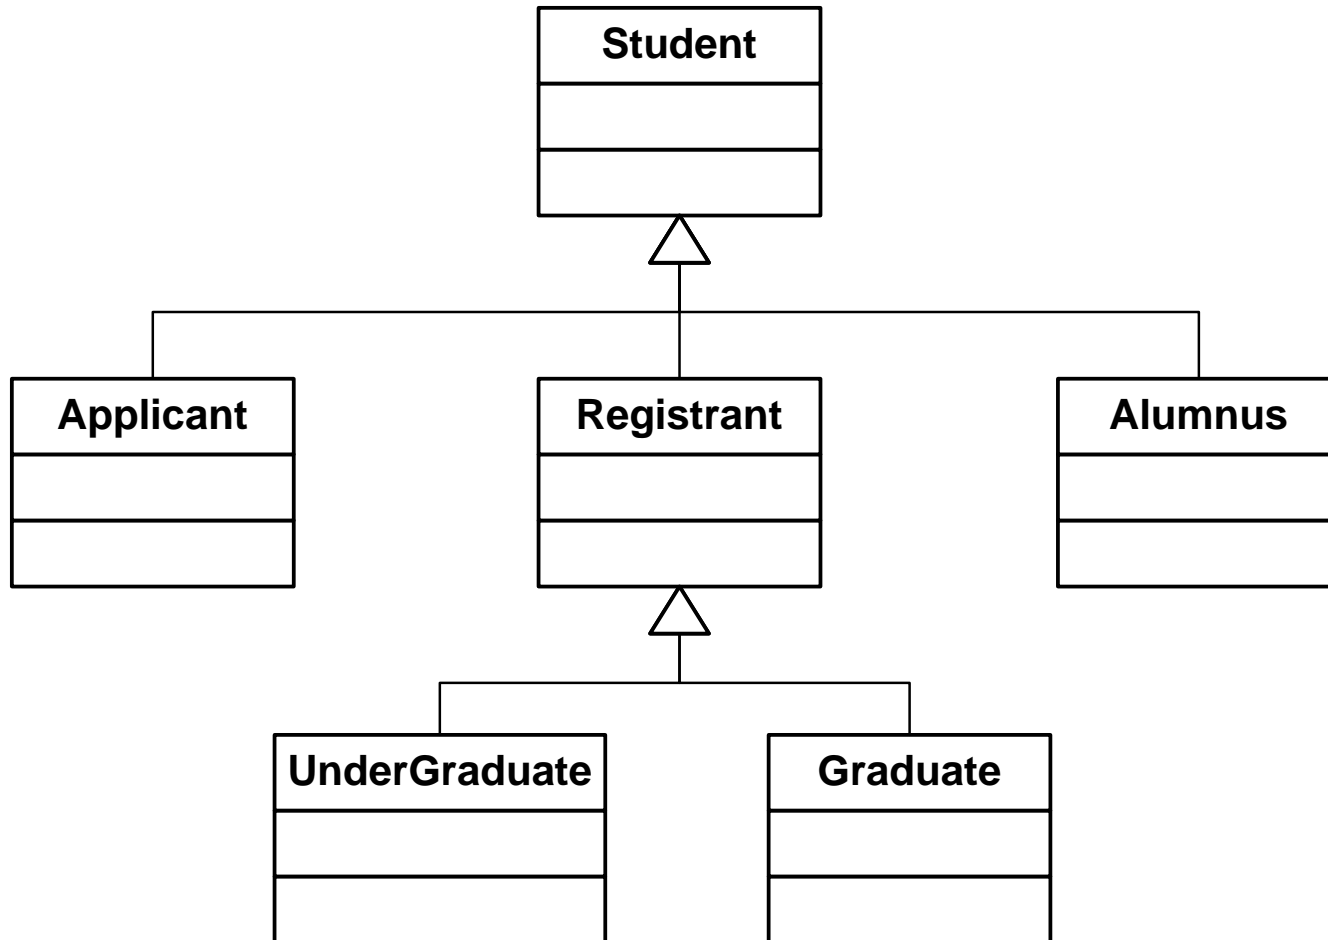 Student
Applicant
Registrant
Alumnus
UnderGraduate
Graduate